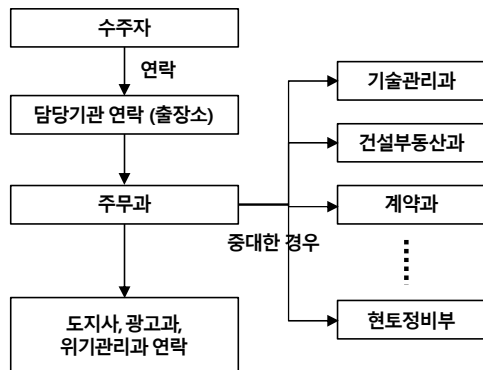 수주자
연락
담당기관 연락 (출장소)
주무과
중대한 경우
도지사, 광고과,
위기관리과 연락
기술관리과
건설부동산과
계약과
현토정비부